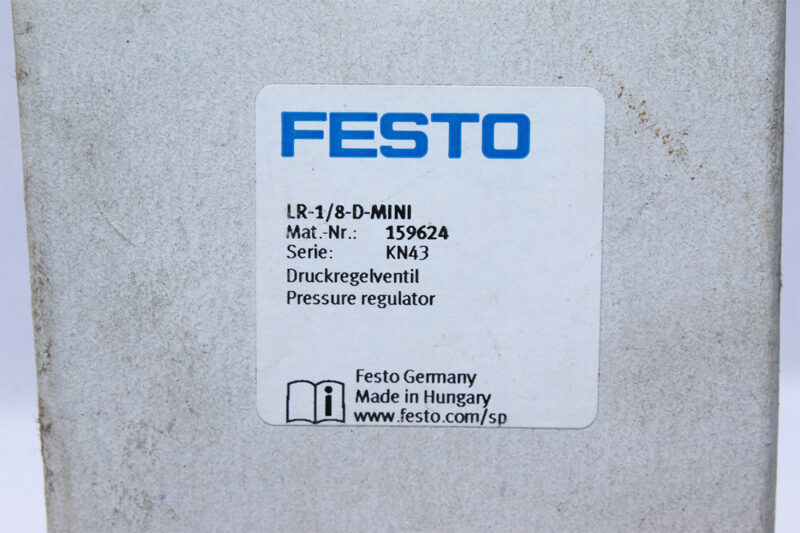 FESTO
LR-1/8-D-MINI
Mat.-Nr.: 159624
Serie: KN43
Druckregelventil
Pressure regulator
Festo Germany
Made in Hungary
www.festo.com/sp